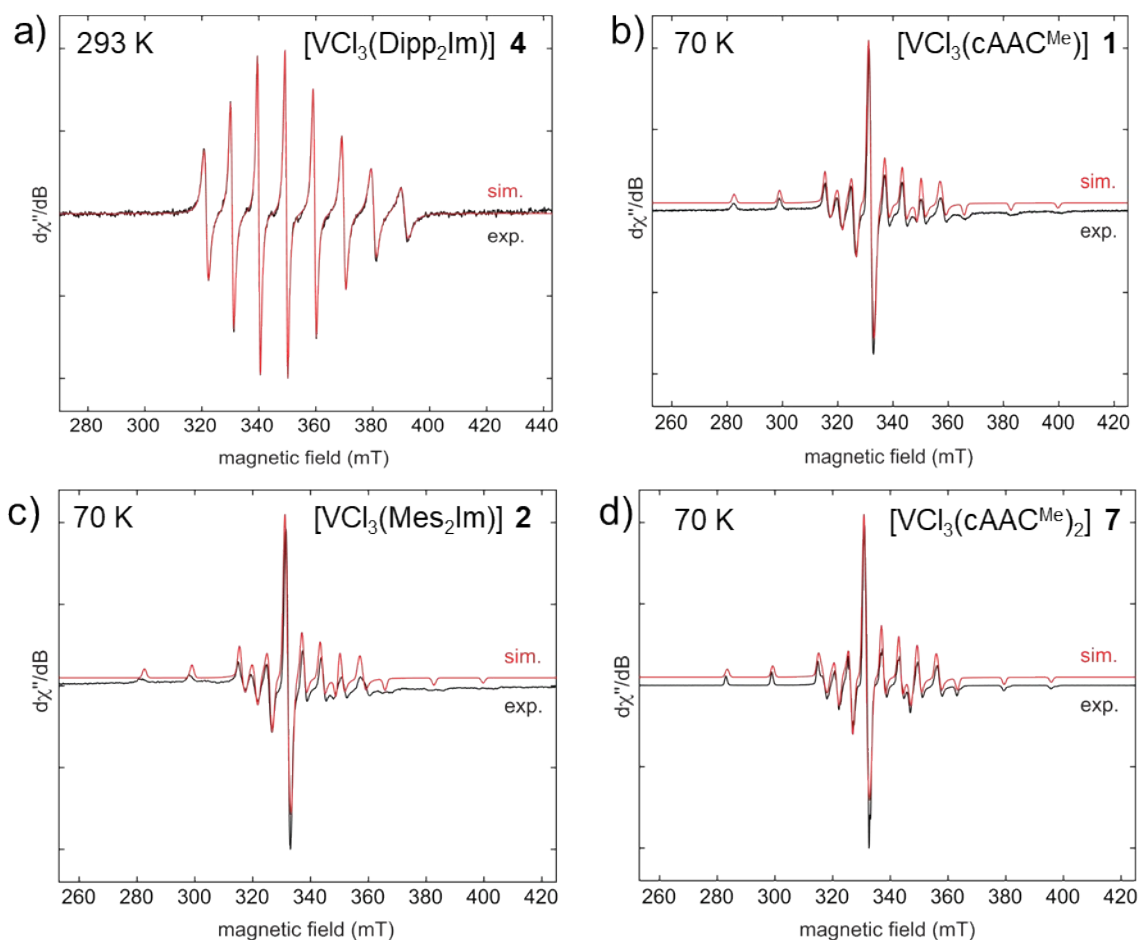 a) 293 K [VCl₃(Dipp₂Im)] 4
dχ''/dB
sim.
exp.
280 300 320 340 360 380 400 420 440
magnetic field (mT)
b) 70 K [VCl₃(cAACᴹᵉ)] 1
dχ''/dB
sim.
exp.
260 280 300 320 340 360 380 400 420
magnetic field (mT)
c) 70 K [VCl₃(Mes₂Im)] 2
dχ''/dB
sim.
exp.
260 280 300 320 340 360 380 400 420
magnetic field (mT)
d) 70 K [VCl₃(cAACᴹᵉ)₂] 7
dχ''/dB
sim.
exp.
260 280 300 320 340 360 380 400 420
magnetic field (mT)